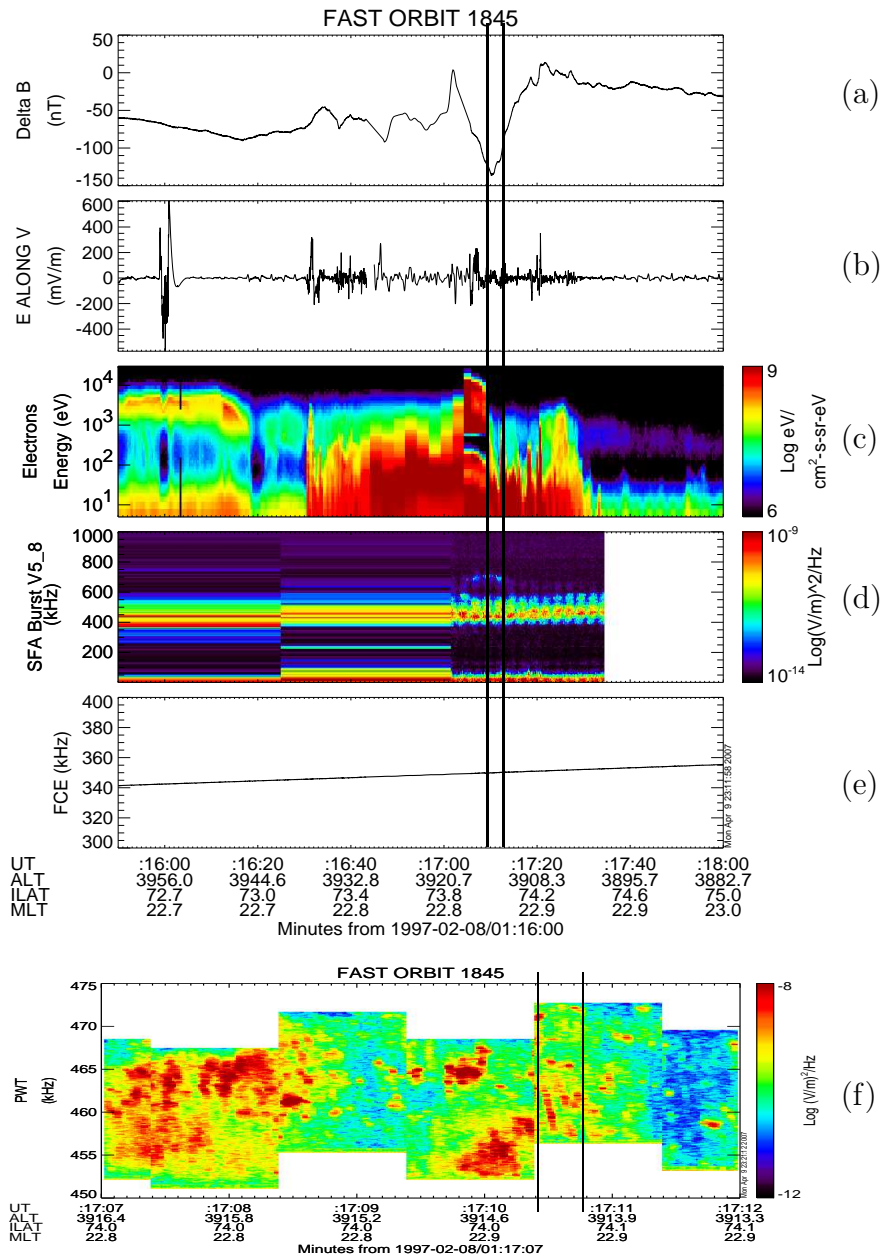 FAST ORBIT 1845
50
0
-50
-100
-150
Delta B
(nT)
(a)
600
400
200
0
-200
-400
E ALONG V
(mV/m)
(b)
10^4
10^3
10^2
10^1
Electrons
Energy (eV)
9
6
Log eV/
cm^2-s-sr-eV
(c)
1000
800
600
400
200
SFA Burst V5_8
(kHz)
10^-9
10^-14
Log(V/m)^2/Hz
(d)
400
380
360
340
320
300
FCE (kHz)
Mon Apr 9 23:11:58 2007
(e)
UT :16:00 :16:20 :16:40 :17:00 :17:20 :17:40 :18:00
ALT 3956.0 3944.6 3932.8 3920.7 3908.3 3895.7 3882.7
ILAT 72.7 73.0 73.4 73.8 74.2 74.6 75.0
MLT 22.7 22.7 22.8 22.8 22.9 22.9 23.0
Minutes from 1997-02-08/01:16:00
FAST ORBIT 1845
475
470
465
460
455
450
PWT
(kHz)
-8
-12
Log (V/m)^2/Hz
(f)
UT :17:07 :17:08 :17:09 :17:10 :17:11 :17:12
ALT 3916.4 3915.8 3915.2 3914.6 3913.9 3913.3
ILAT 74.0 74.0 74.0 74.0 74.1 74.1
MLT 22.8 22.8 22.8 22.9 22.9 22.9
Minutes from 1997-02-08/01:17:07